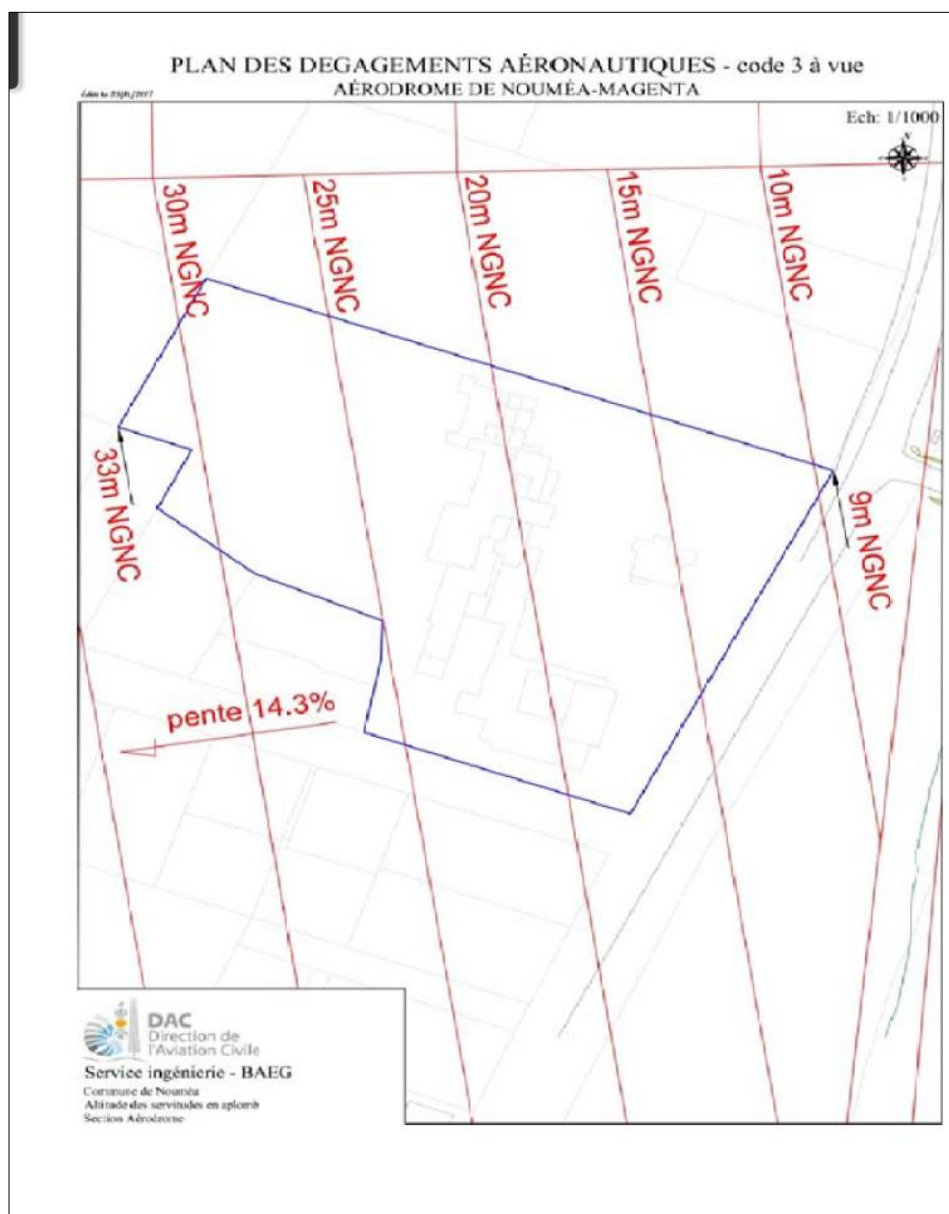 PLAN DES DEGAGEMENTS AÉRONAUTIQUES - code 3 à vue
AÉRODROME DE NOUMÉA-MAGENTA
Ech: 1/1000
N
30m NGNC
25m NGNC
20m NGNC
15m NGNC
10m NGNC
33m NGNC
9m NGNC
pente 14.3%
DAC
Direction de
l'Aviation Civile
Service ingénierie - BAEG
Commune de Nouméa
Altitude des servitudes en aplomb
Section Aérodrome